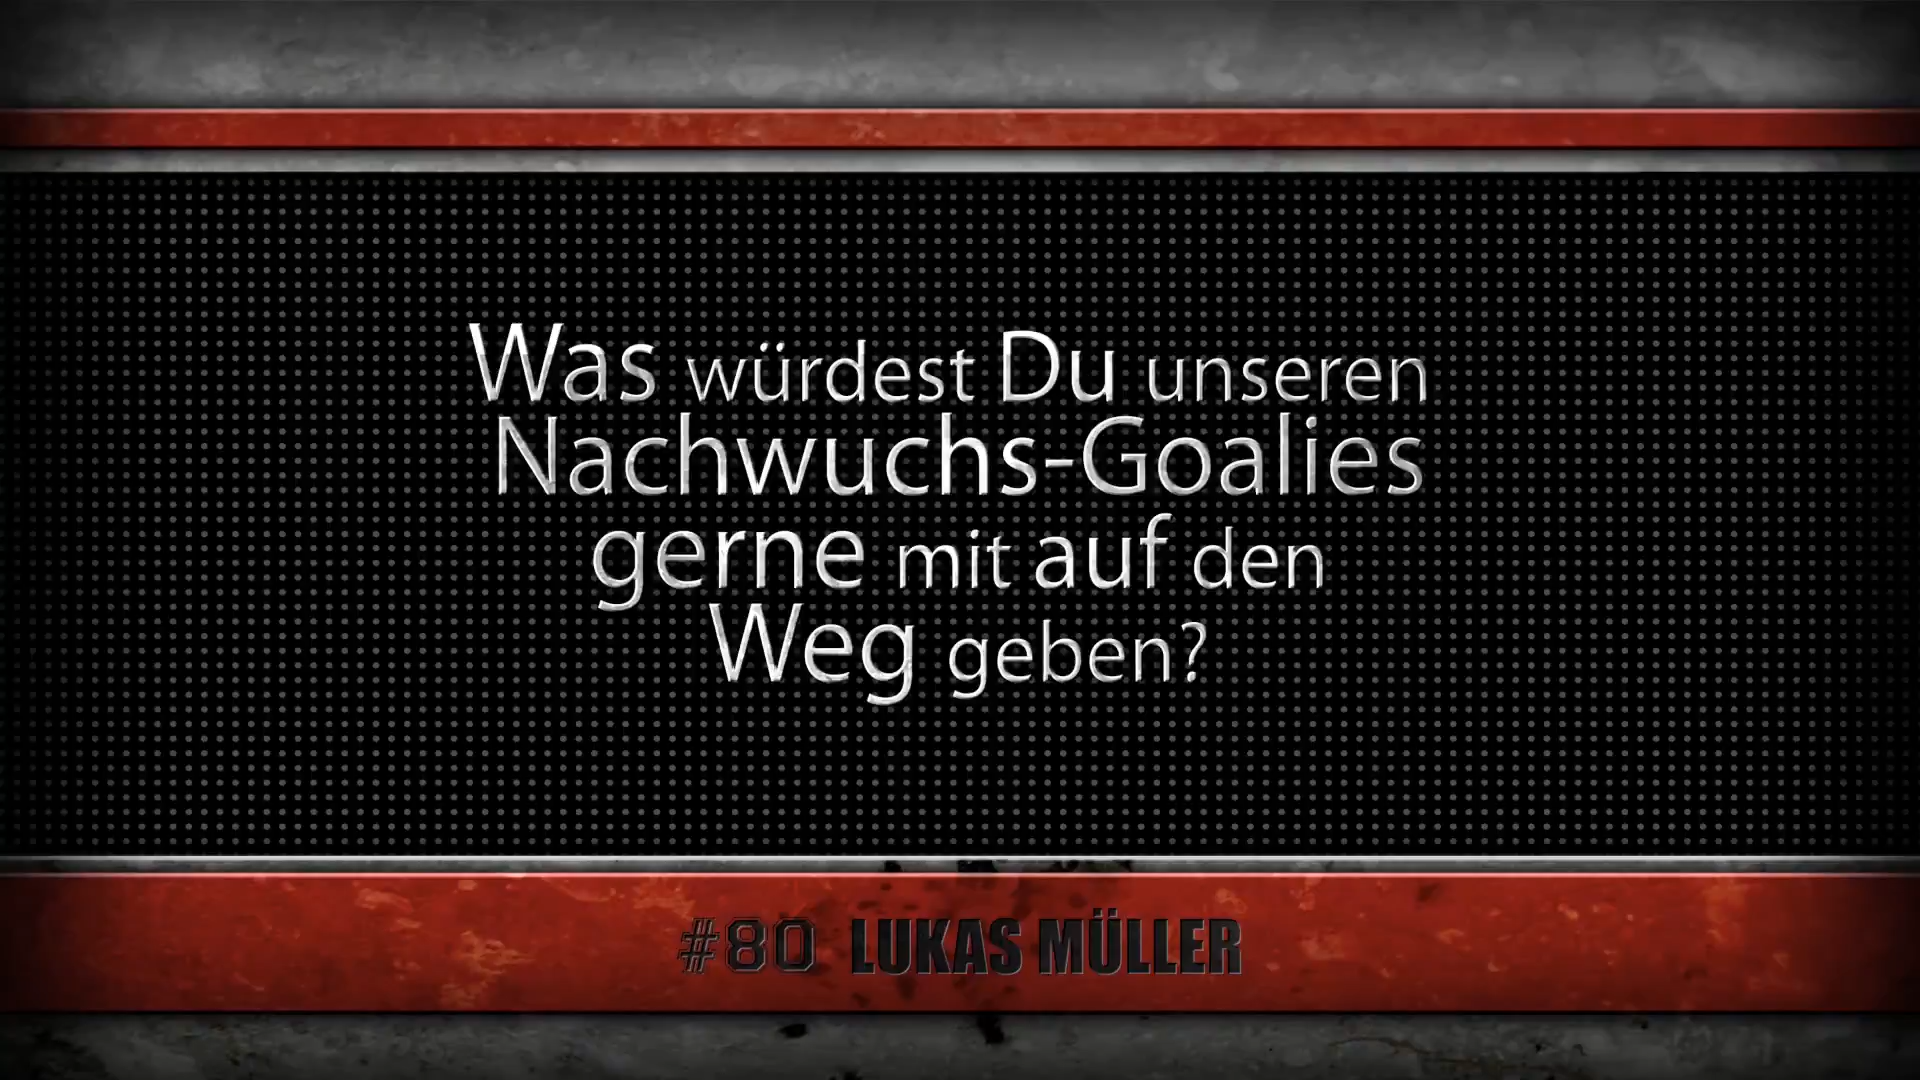 Was würdest Du unseren
Nachwuchs-Goalies
gerne mit auf den
Weg geben?
#80 LUKAS MÜLLER